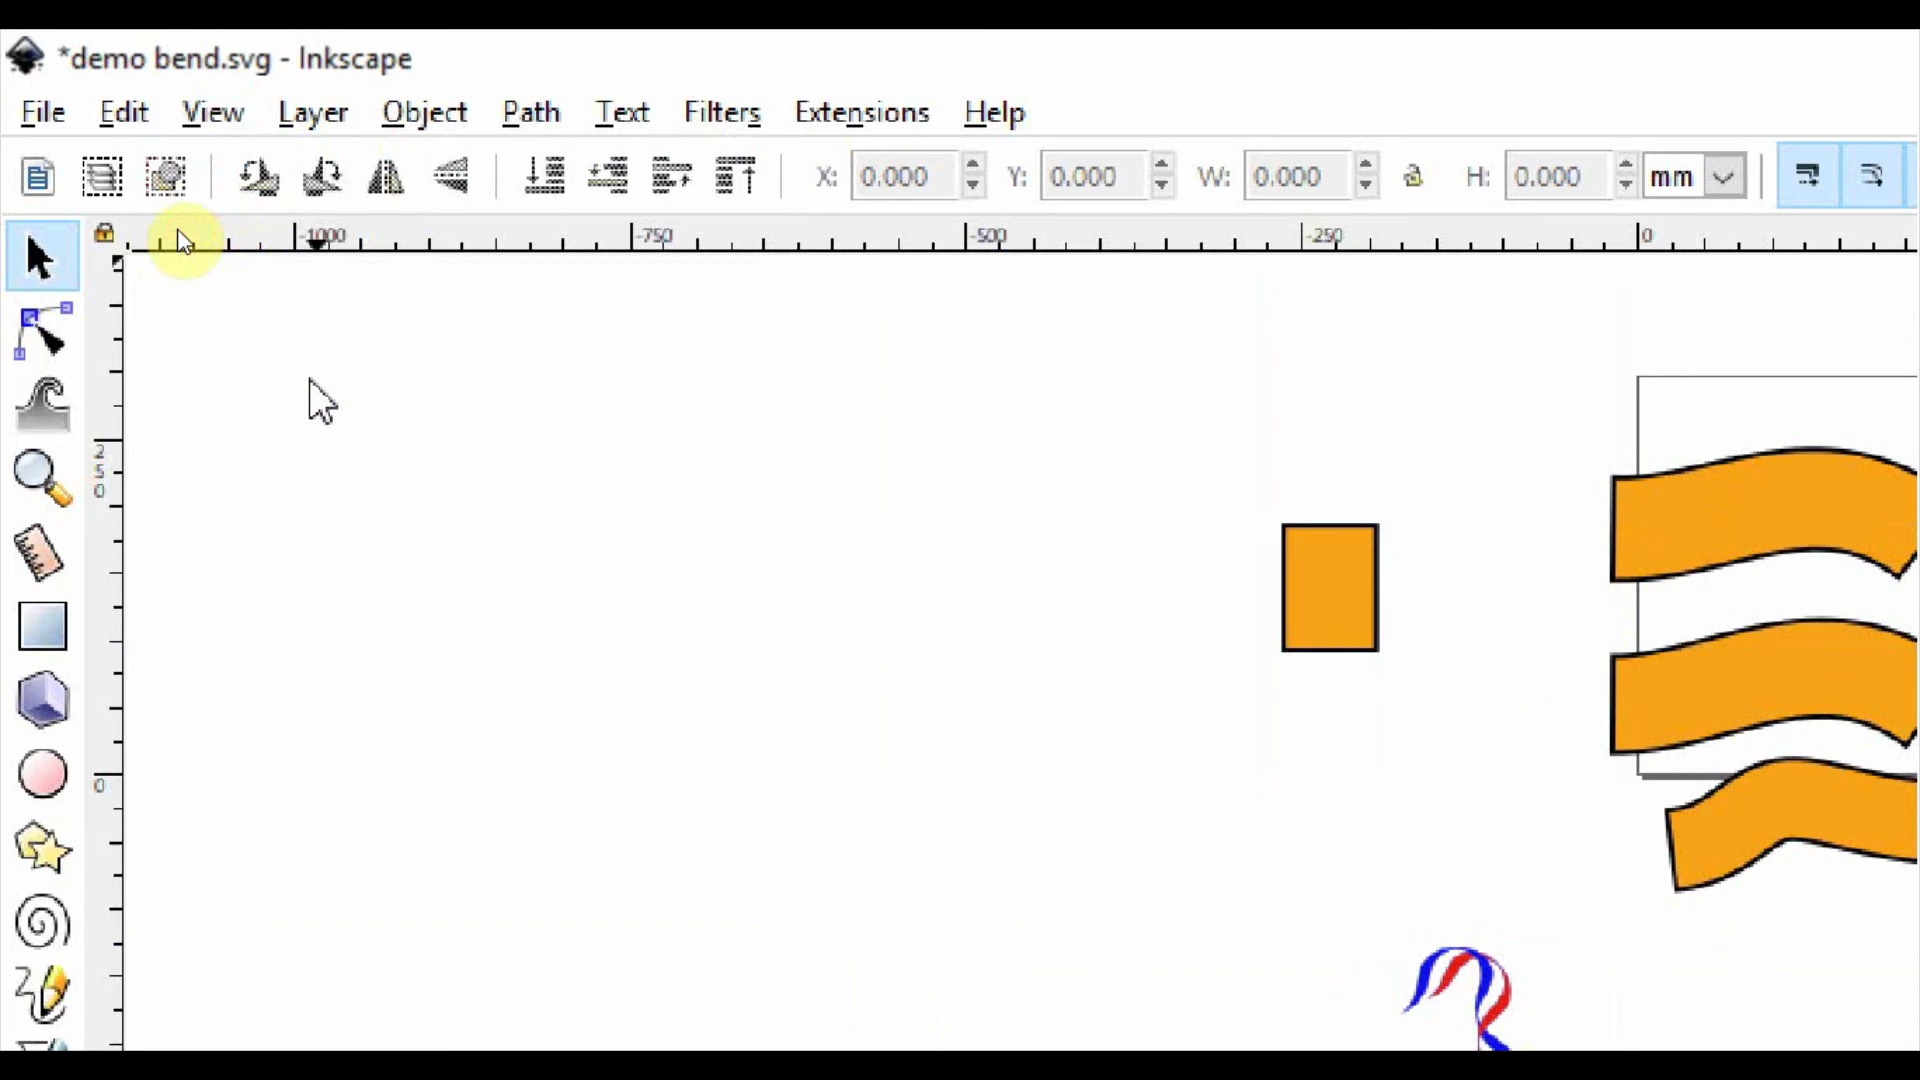 *demo bend.svg - Inkscape
File Edit View Layer Object Path Text Filters Extensions Help
X: 0.000 Y: 0.000 W: 0.000 H: 0.000 mm
-1000 -750 -500 -250 0
250
0